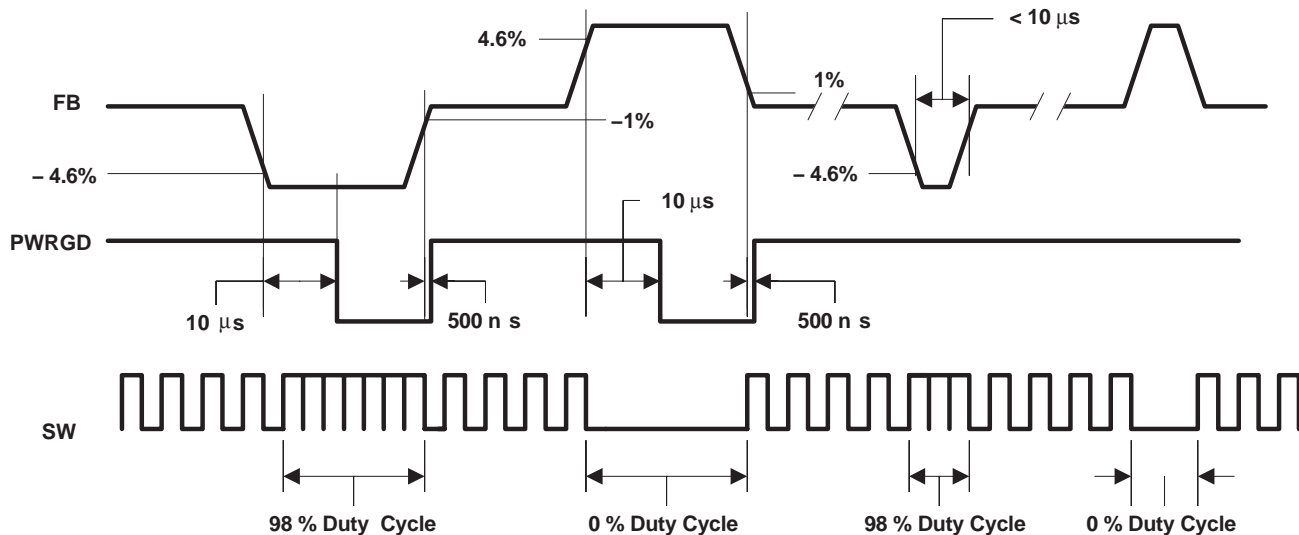 < 10 μs
4.6%
1%
FB
–1%
– 4.6%
– 4.6%
10 μs
PWRGD
10 μs
500 n s
500 n s
SW
98 % Duty Cycle
0 % Duty Cycle
98 % Duty Cycle
0 % Duty Cycle